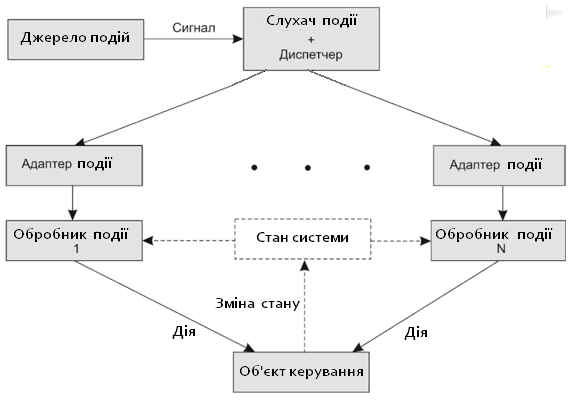 Джерело подій
Сигнал
Слухач події
+
Диспетчер
Адаптер події
Адаптер події
Обробник події
1
Стан системи
Обробник події
N
Зміна стану
Дія
Дія
Об'єкт керування